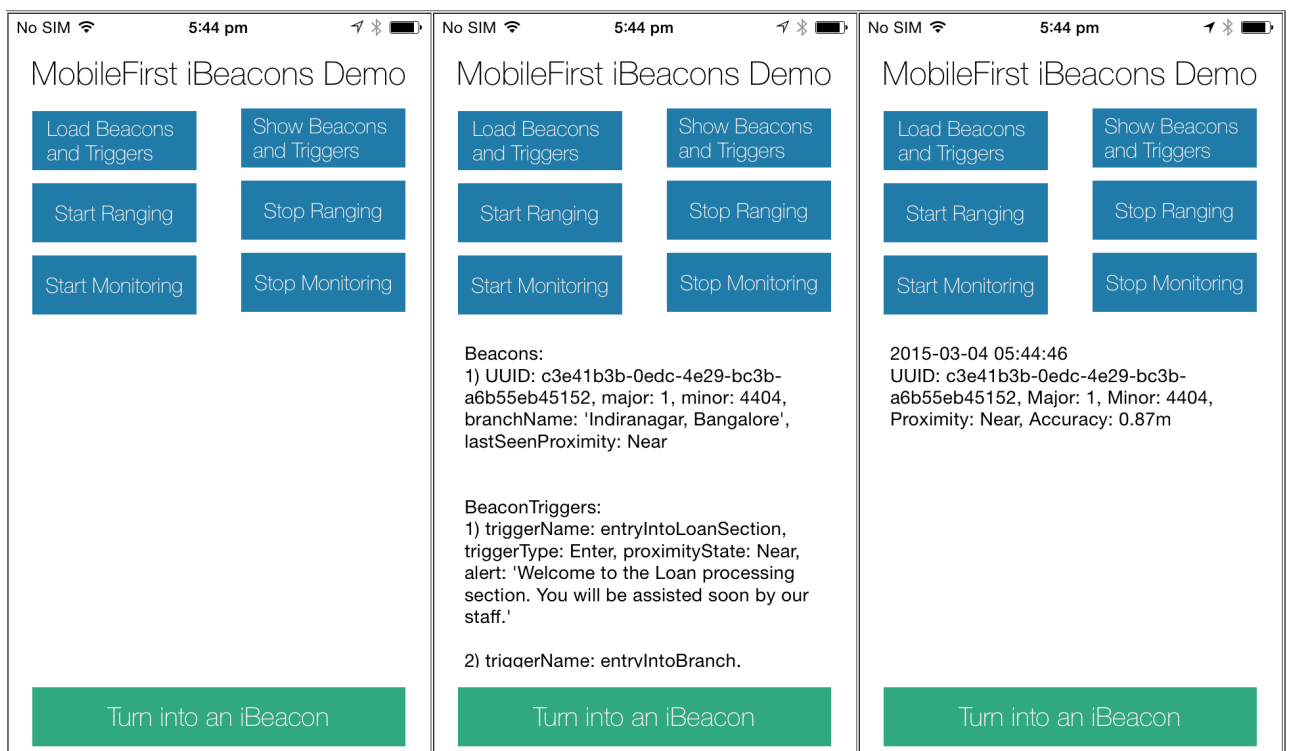 No SIM 5:44 pm
MobileFirst iBeacons Demo
Load Beacons
and Triggers
Show Beacons
and Triggers
Start Ranging
Stop Ranging
Start Monitoring
Stop Monitoring
Turn into an iBeacon
No SIM 5:44 pm
MobileFirst iBeacons Demo
Load Beacons
and Triggers
Show Beacons
and Triggers
Start Ranging
Stop Ranging
Start Monitoring
Stop Monitoring
Beacons:
1) UUID: c3e41b3b-0edc-4e29-bc3b-
a6b55eb45152, major: 1, minor: 4404,
branchName: 'Indiranagar, Bangalore',
lastSeenProximity: Near
BeaconTriggers:
1) triggerName: entryIntoLoanSection,
triggerType: Enter, proximityState: Near,
alert: 'Welcome to the Loan processing
section. You will be assisted soon by our
staff.'
2) triggerName: entryIntoBranch,
Turn into an iBeacon
No SIM 5:44 pm
MobileFirst iBeacons Demo
Load Beacons
and Triggers
Show Beacons
and Triggers
Start Ranging
Stop Ranging
Start Monitoring
Stop Monitoring
2015-03-04 05:44:46
UUID: c3e41b3b-0edc-4e29-bc3b-
a6b55eb45152, Major: 1, Minor: 4404,
Proximity: Near, Accuracy: 0.87m
Turn into an iBeacon